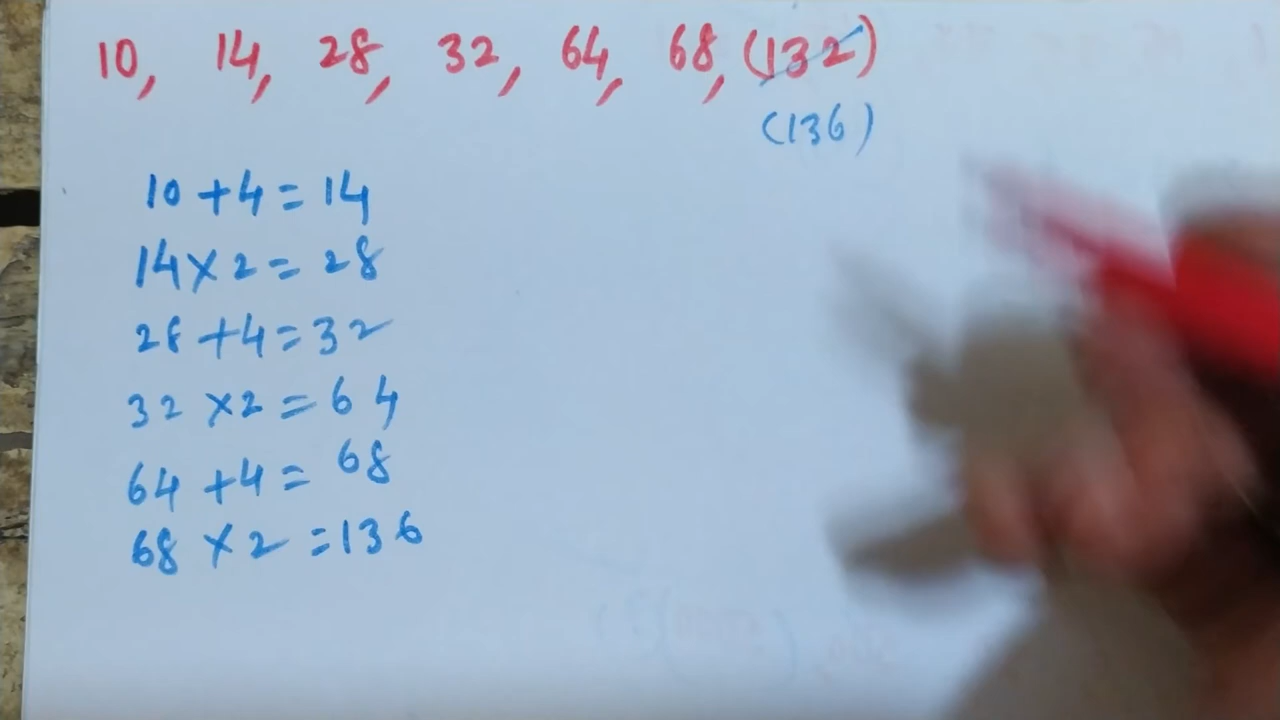 10, 14, 28, 32, 64, 68, (132)
(136)
10 + 4 = 14
14 × 2 = 28
28 + 4 = 32
32 × 2 = 64
64 + 4 = 68
68 × 2 = 136